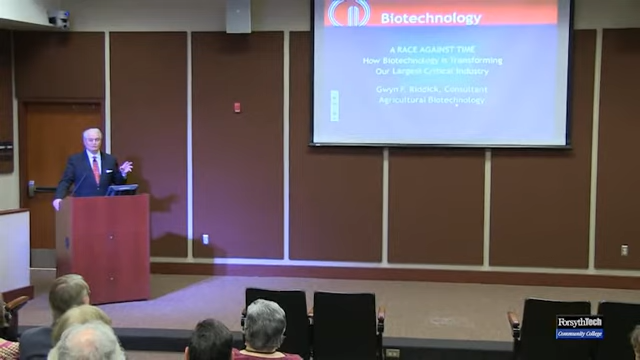 Biotechnology
A RACE AGAINST TIME
How Biotechnology is Transforming
Our Largest Critical Industry
Gwyn F. Riddick, Consultant
Agricultural Biotechnology
ForsythTech
Community College